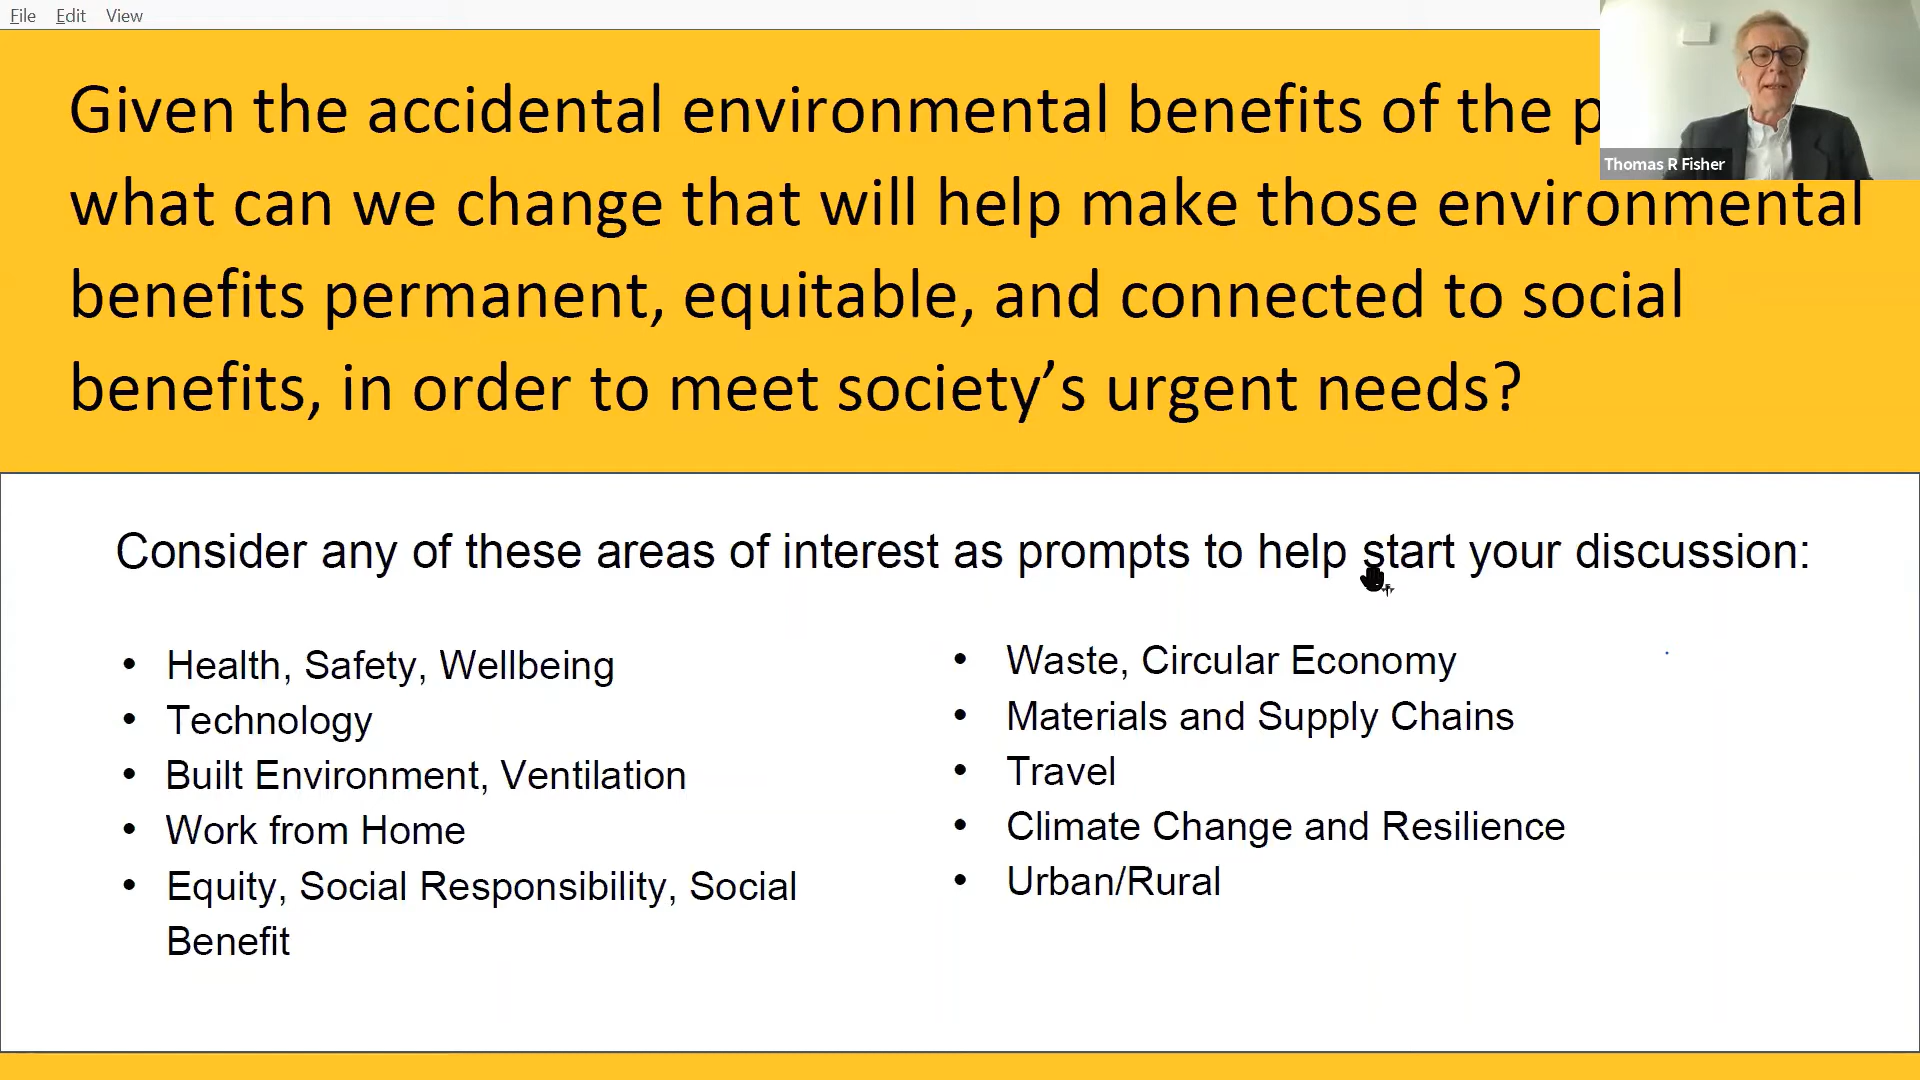 File Edit View
Given the accidental environmental benefits of the
Thomas R Fisher
what can we change that will help make those environmental
benefits permanent, equitable, and connected to social
benefits, in order to meet society’s urgent needs?
Consider any of these areas of interest as prompts to help start your discussion:
• Health, Safety, Wellbeing
• Technology
• Built Environment, Ventilation
• Work from Home
• Equity, Social Responsibility, Social
Benefit
• Waste, Circular Economy
• Materials and Supply Chains
• Travel
• Climate Change and Resilience
• Urban/Rural